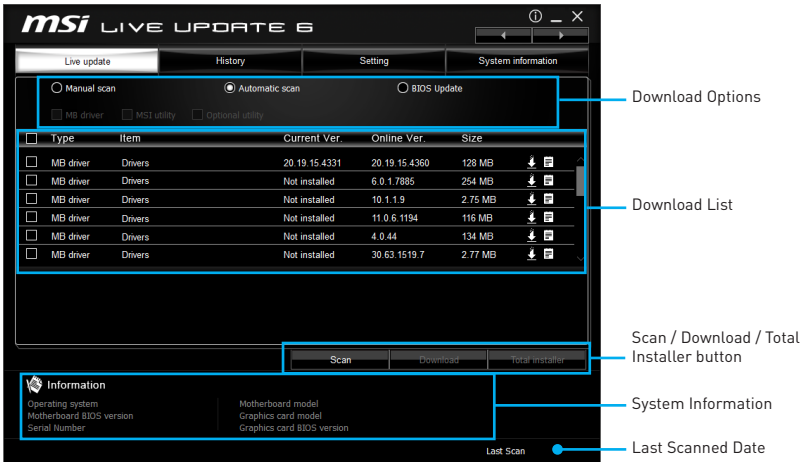 msi LIVE UPDATE 6
Live update History Setting System information
Manual scan Automatic scan BIOS Update
MB driver MSI utility Optional utility
Download Options
Type Item Current Ver. Online Ver. Size
MB driver Drivers 20.19.15.4331 20.19.15.4360 128 MB
MB driver Drivers Not installed 6.0.1.7885 254 MB
MB driver Drivers Not installed 10.1.1.9 2.75 MB
MB driver Drivers Not installed 11.0.6.1194 116 MB
MB driver Drivers Not installed 4.0.44 134 MB
MB driver Drivers Not installed 30.63.1519.7 2.77 MB
Download List
Scan Download Total installer
Scan / Download / Total
Installer button
Information
Operating system Motherboard model
Motherboard BIOS version Graphics card model
Serial Number Graphics card BIOS version
System Information
Last Scan
Last Scanned Date